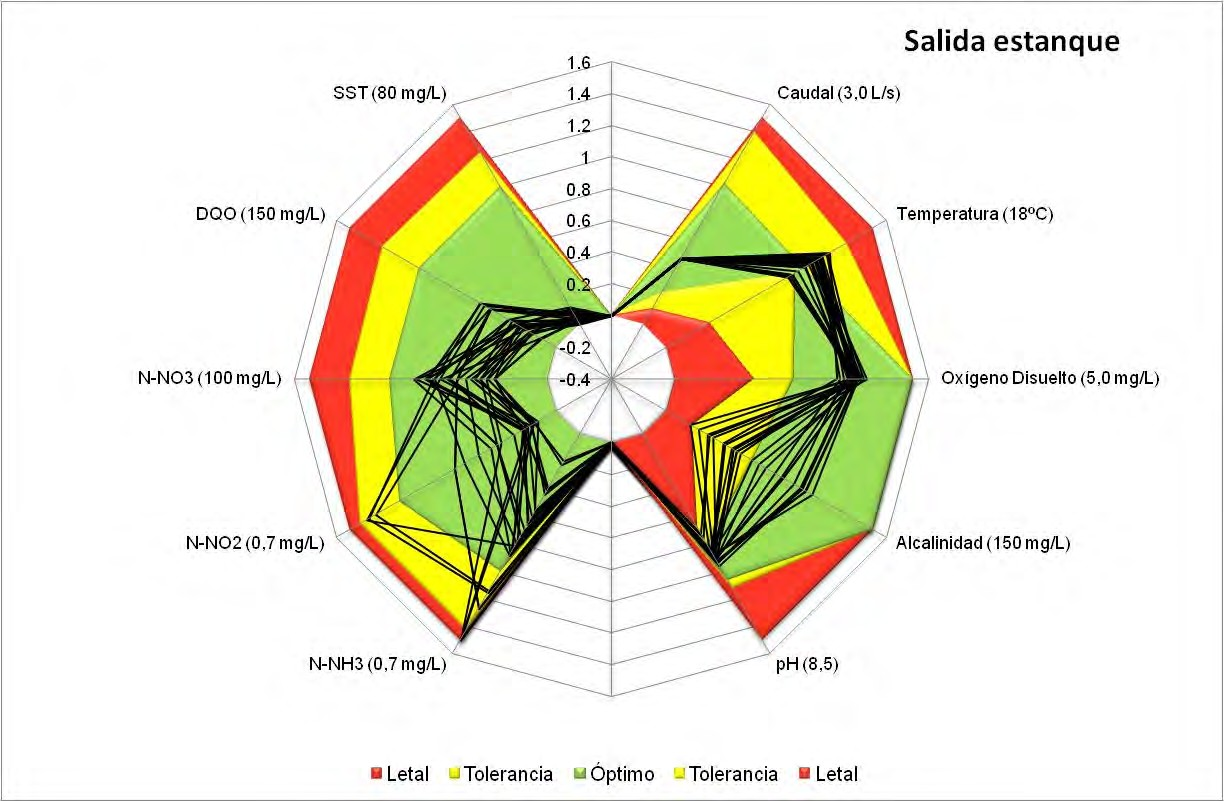 Salida estanque
1.6
1.4
1.2
1
0.8
0.6
0.4
0.2
-0.2
-0.4
SST (80 mg/L)
Caudal (3,0 L/s)
DQO (150 mg/L)
Temperatura (18ºC)
N-NO3 (100 mg/L)
Oxígeno Disuelto (5,0 mg/L)
N-NO2 (0,7 mg/L)
Alcalinidad (150 mg/L)
N-NH3 (0,7 mg/L)
pH (8,5)
Letal Tolerancia Óptimo Tolerancia Letal